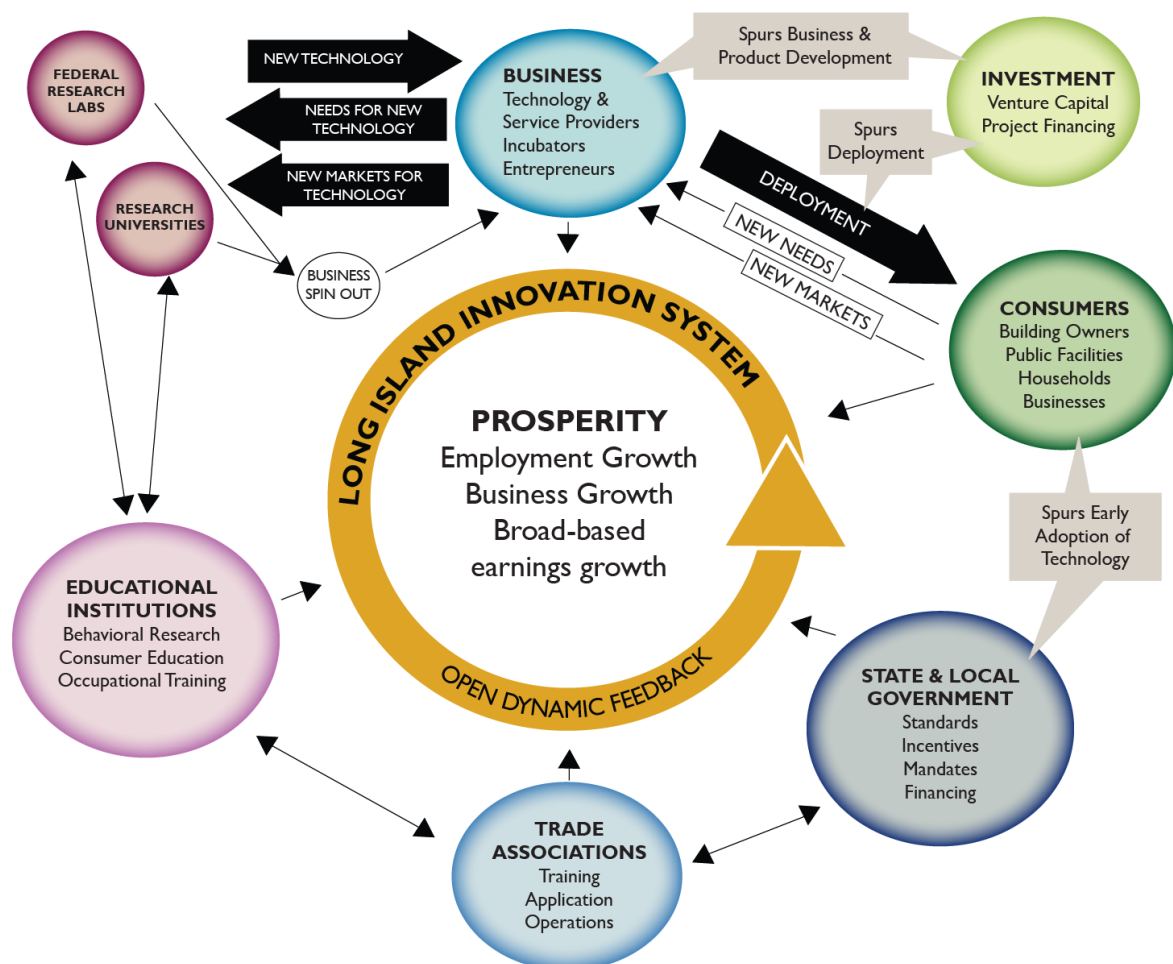 FEDERAL
RESEARCH
LABS
RESEARCH
UNIVERSITIES
NEW TECHNOLOGY
NEEDS FOR NEW
TECHNOLOGY
NEW MARKETS FOR
TECHNOLOGY
BUSINESS
SPIN OUT
BUSINESS
Technology &
Service Providers
Incubators
Entrepreneurs
Spurs Business &
Product Development
INVESTMENT
Venture Capital
Project Financing
Spurs
Deployment
DEPLOYMENT
NEW NEEDS
NEW MARKETS
CONSUMERS
Building Owners
Public Facilities
Households
Businesses
LONG ISLAND INNOVATION SYSTEM
PROSPERITY
Employment Growth
Business Growth
Broad-based
earnings growth
OPEN DYNAMIC FEEDBACK
Spurs Early
Adoption of
Technology
EDUCATIONAL
INSTITUTIONS
Behavioral Research
Consumer Education
Occupational Training
STATE & LOCAL
GOVERNMENT
Standards
Incentives
Mandates
Financing
TRADE
ASSOCIATIONS
Training
Application
Operations